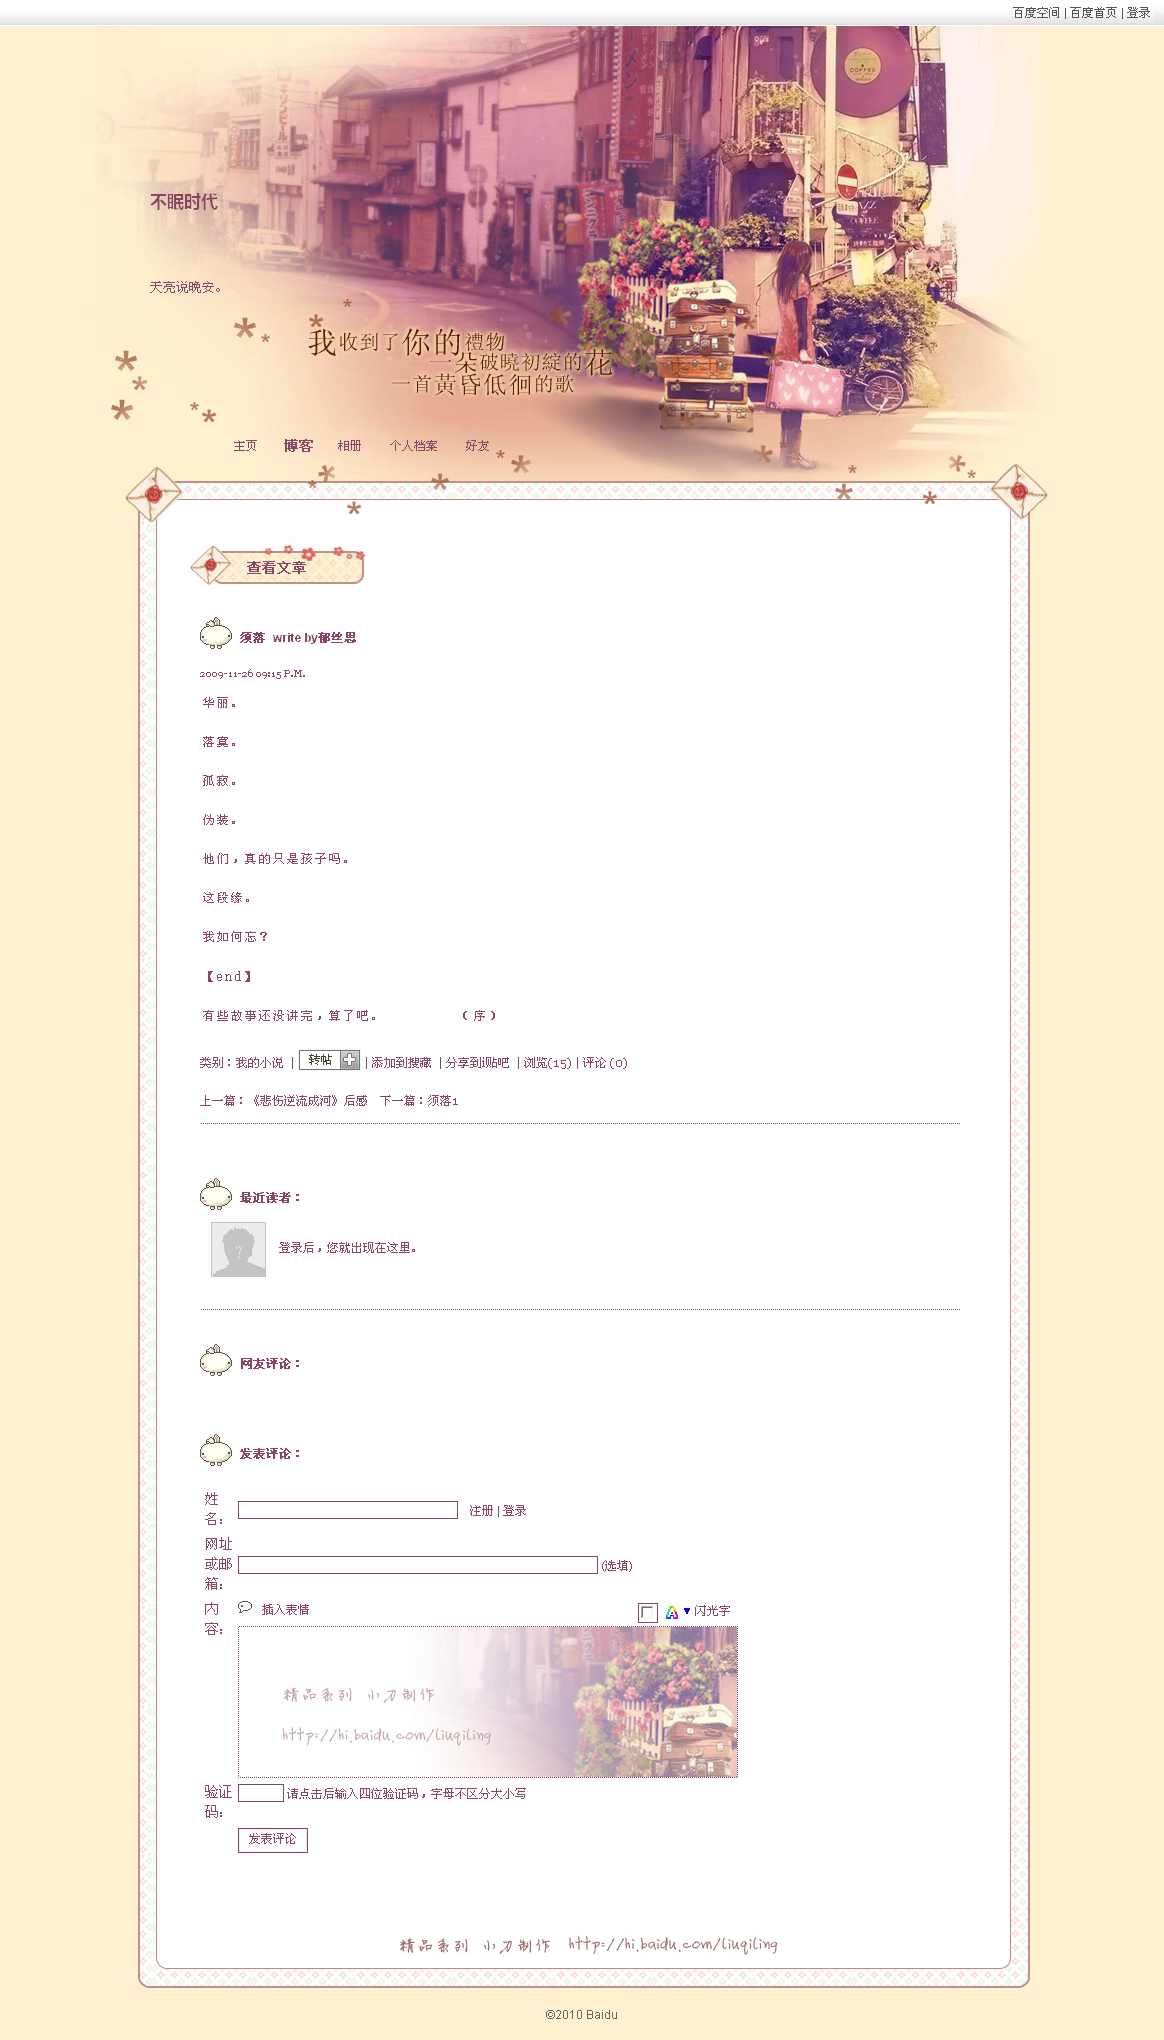 百度空间 | 百度首页 | 登录
COFFEE
不眠时代
天亮说晚安。
我收到了你的禮物
一朵破曉初綻的花
一首黃昏低徊的歌
主页 博客 相册 个人档案 好友
查看文章
须落 write by郁丝思
2009-11-26 09:15 P.M.
华丽。
落寞。
孤寂。
伪装。
他们，真的只是孩子吗。
这段缘。
我如何忘？
【end】
有些故事还没讲完，算了吧。 （序）
类别：我的小说 | 转帖 | 添加到搜藏 | 分享到i贴吧 | 浏览(15) | 评论 (0)
上一篇：《悲伤逆流成河》后感 下一篇：须落1
最近读者：
登录后，您就出现在这里。
网友评论：
发表评论：
姓名： 注册 | 登录
网址或邮箱： (选填)
内容： 插入表情 闪光字
精品系列 小刀制作
http://hi.baidu.com/liuqiling
验证码： 请点击后输入四位验证码，字母不区分大小写
发表评论
精品系列 小刀制作 http://hi.baidu.com/liuqiling
©2010 Baidu